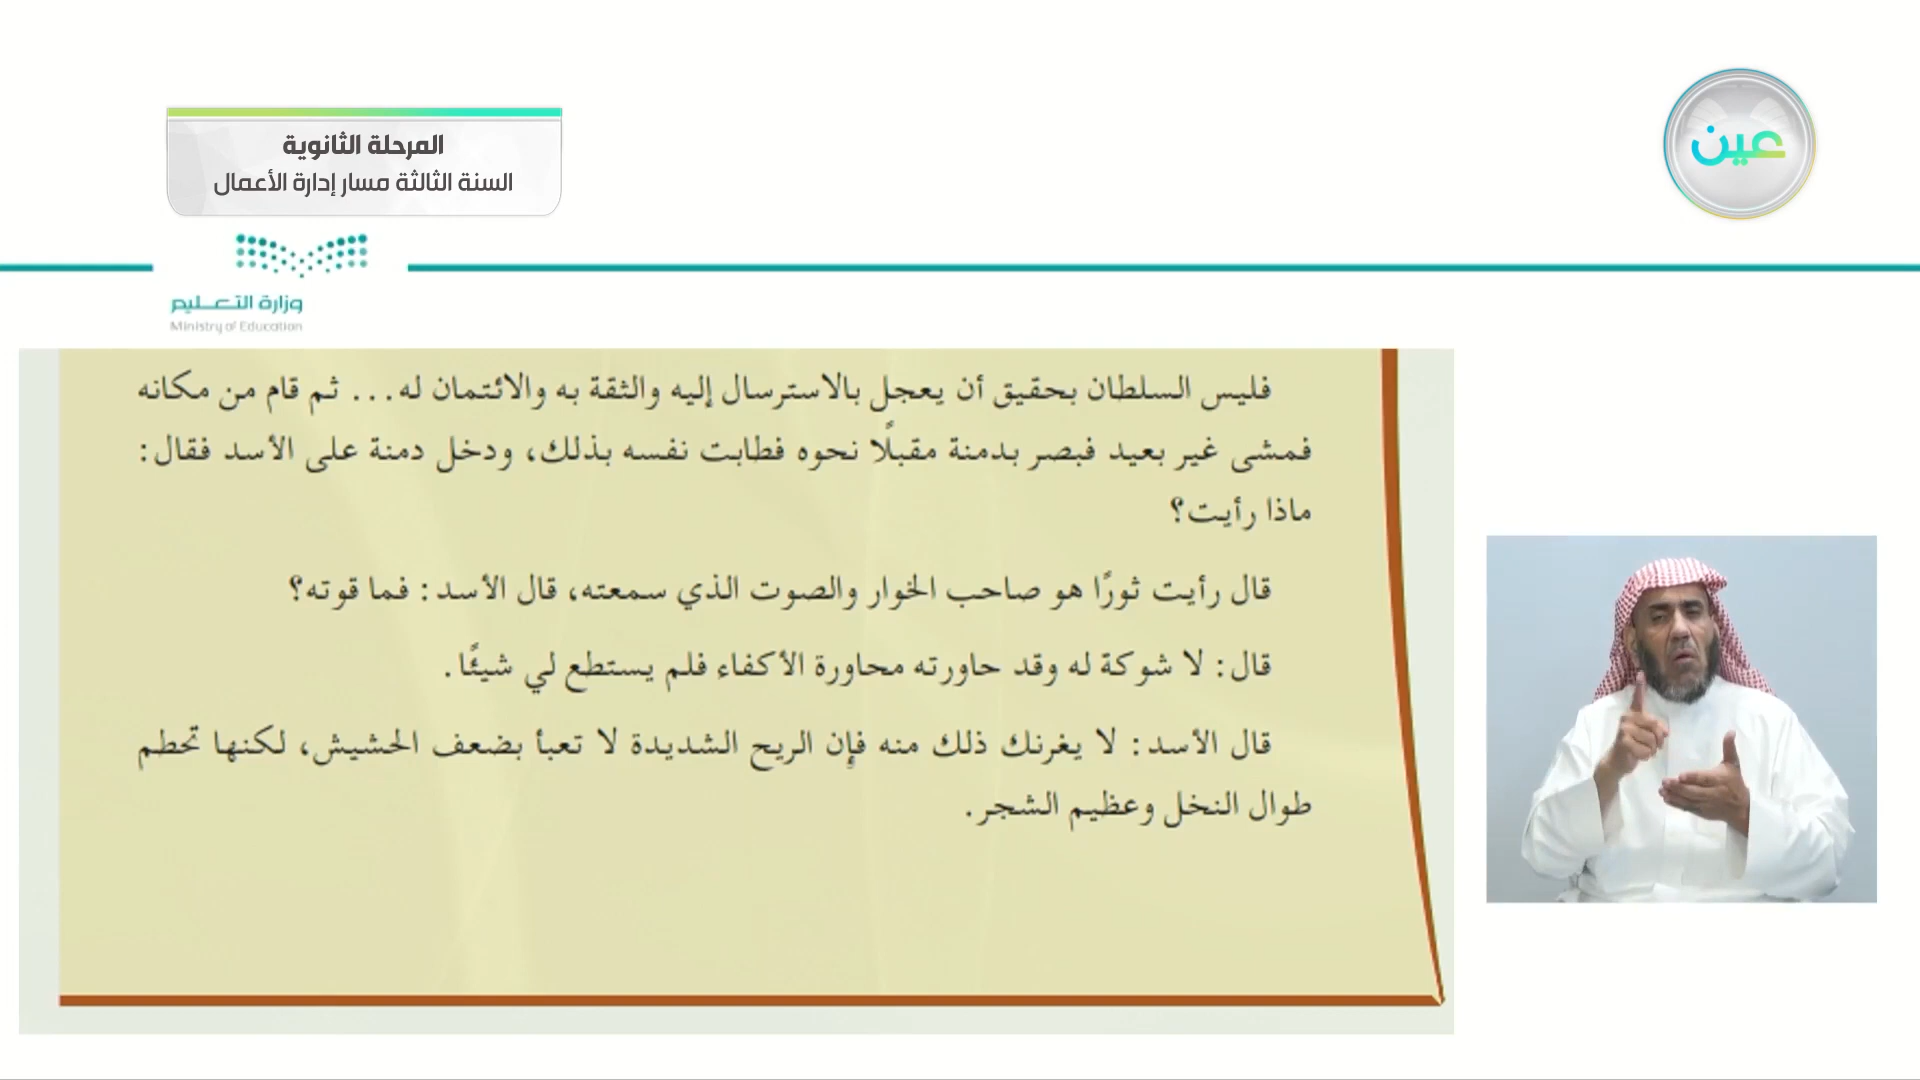 عين
المرحلة الثانوية
السنة الثالثة مسار إدارة الأعمال
وزارة التعليم
Ministry of Education
فليس السلطان بحقيق أن يعجل بالاسترسال إليه والثقة به والائتمان له... ثم قام من مكانه
فمشى غير بعيد فبصر بدمنة مقبلًا نحوه فطابت نفسه بذلك، ودخل دمنة على الأسد فقال:
ماذا رأيت؟
قال رأيت ثورًا هو صاحب الخوار والصوت الذي سمعته، قال الأسد: فما قوته؟
قال: لا شوكة له وقد حاورته محاورة الأكفاء فلم يستطع لي شيئًا.
قال الأسد: لا يغرنك ذلك منه فإن الريح الشديدة لا تعبأ بضعف الحشيش، لكنها تحطم
طوال النخل وعظيم الشجر.